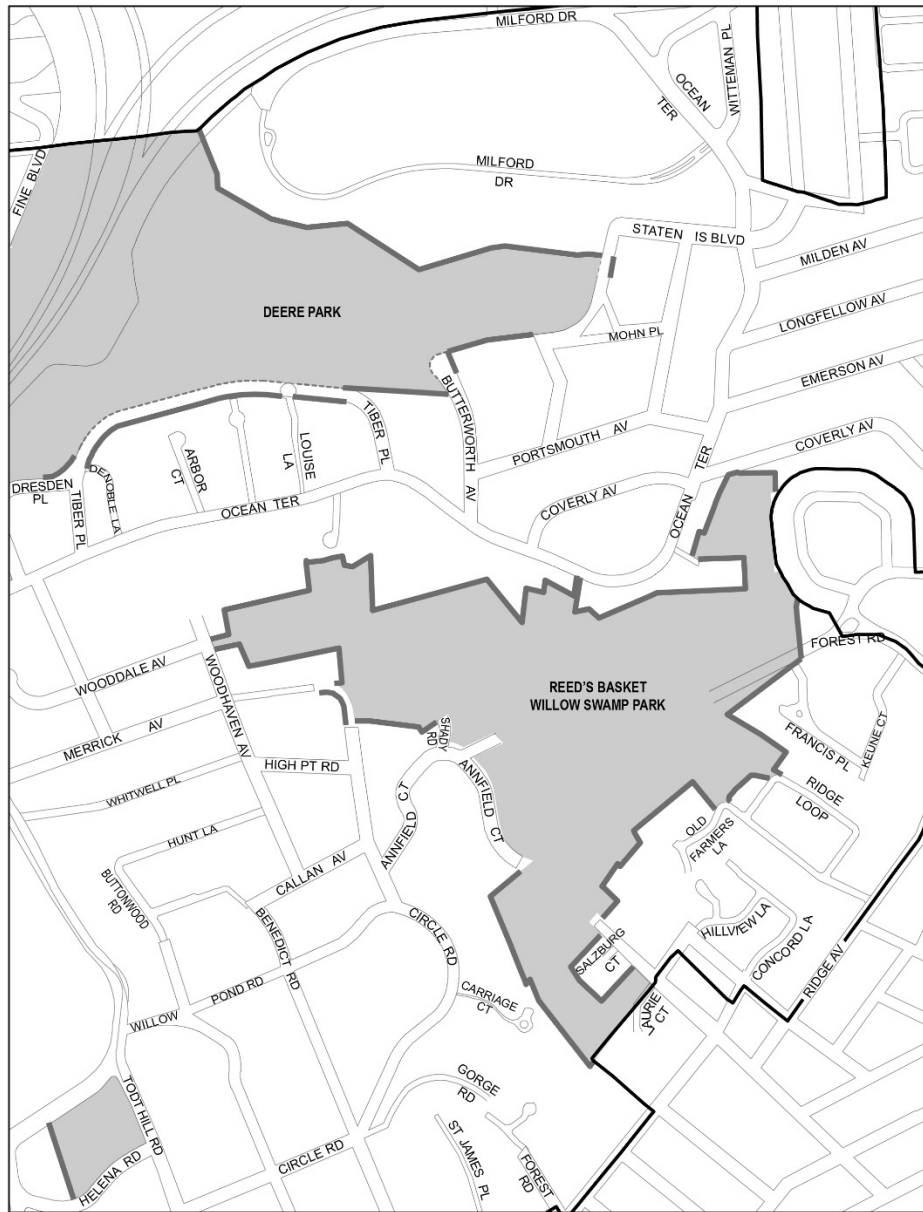 MILFORD DR
OCEAN
TER
WITTEMAN PL
FINE BLVD
MILFORD
DR
STATEN IS BLVD
MILDEN AV
LONGFELLOW AV
DEERE PARK
MOHN PL
EMERSON AV
BUTTERWORTH
AV
TIBER PL
LOUISE
LA
ARBOR
CT
PORTSMOUTH AV
COVERLY AV
DRESDEN
PL
TIBER PL
DENOBLE LA
OCEAN TER
COVERLY AV
OCEAN TER
FOREST RD
WOODDALE AV
WOODHAVEN AV
REED'S BASKET
WILLOW SWAMP PARK
MERRICK AV
SHADY
RD
FRANCIS PL
KEUNE CT
HIGH PT RD
WHITWELL PL
ANNFIELD CT
ANNFIELD CT
RIDGE
LOOP
OLD
FARMERS
LA
HUNT LA
BUTTONWOOD
RD
CALLAN AV
BENEDICT RD
CIRCLE RD
HILLVIEW LA
CONCORD LA
SALZBURG
CT
RIDGE AV
WILLOW POND RD
CARRIAGE
CT
LAURIE
CT
TODT HILL RD
GORGE
RD
HELENA RD
CIRCLE RD
ST JAMES
PL
FOREST
RD